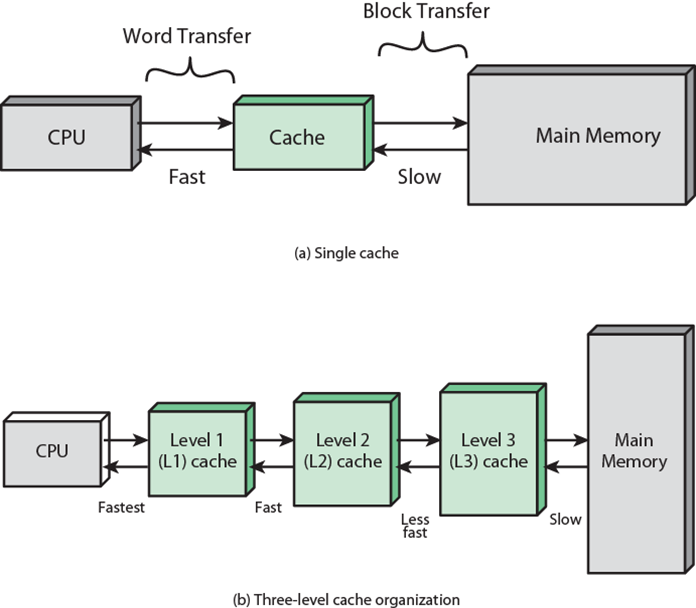 Block Transfer
Word Transfer
CPU
Cache
Main Memory
Fast
Slow
(a) Single cache
CPU
Level 1
(L1) cache
Level 2
(L2) cache
Level 3
(L3) cache
Main
Memory
Fastest
Fast
Less
fast
Slow
(b) Three-level cache organization